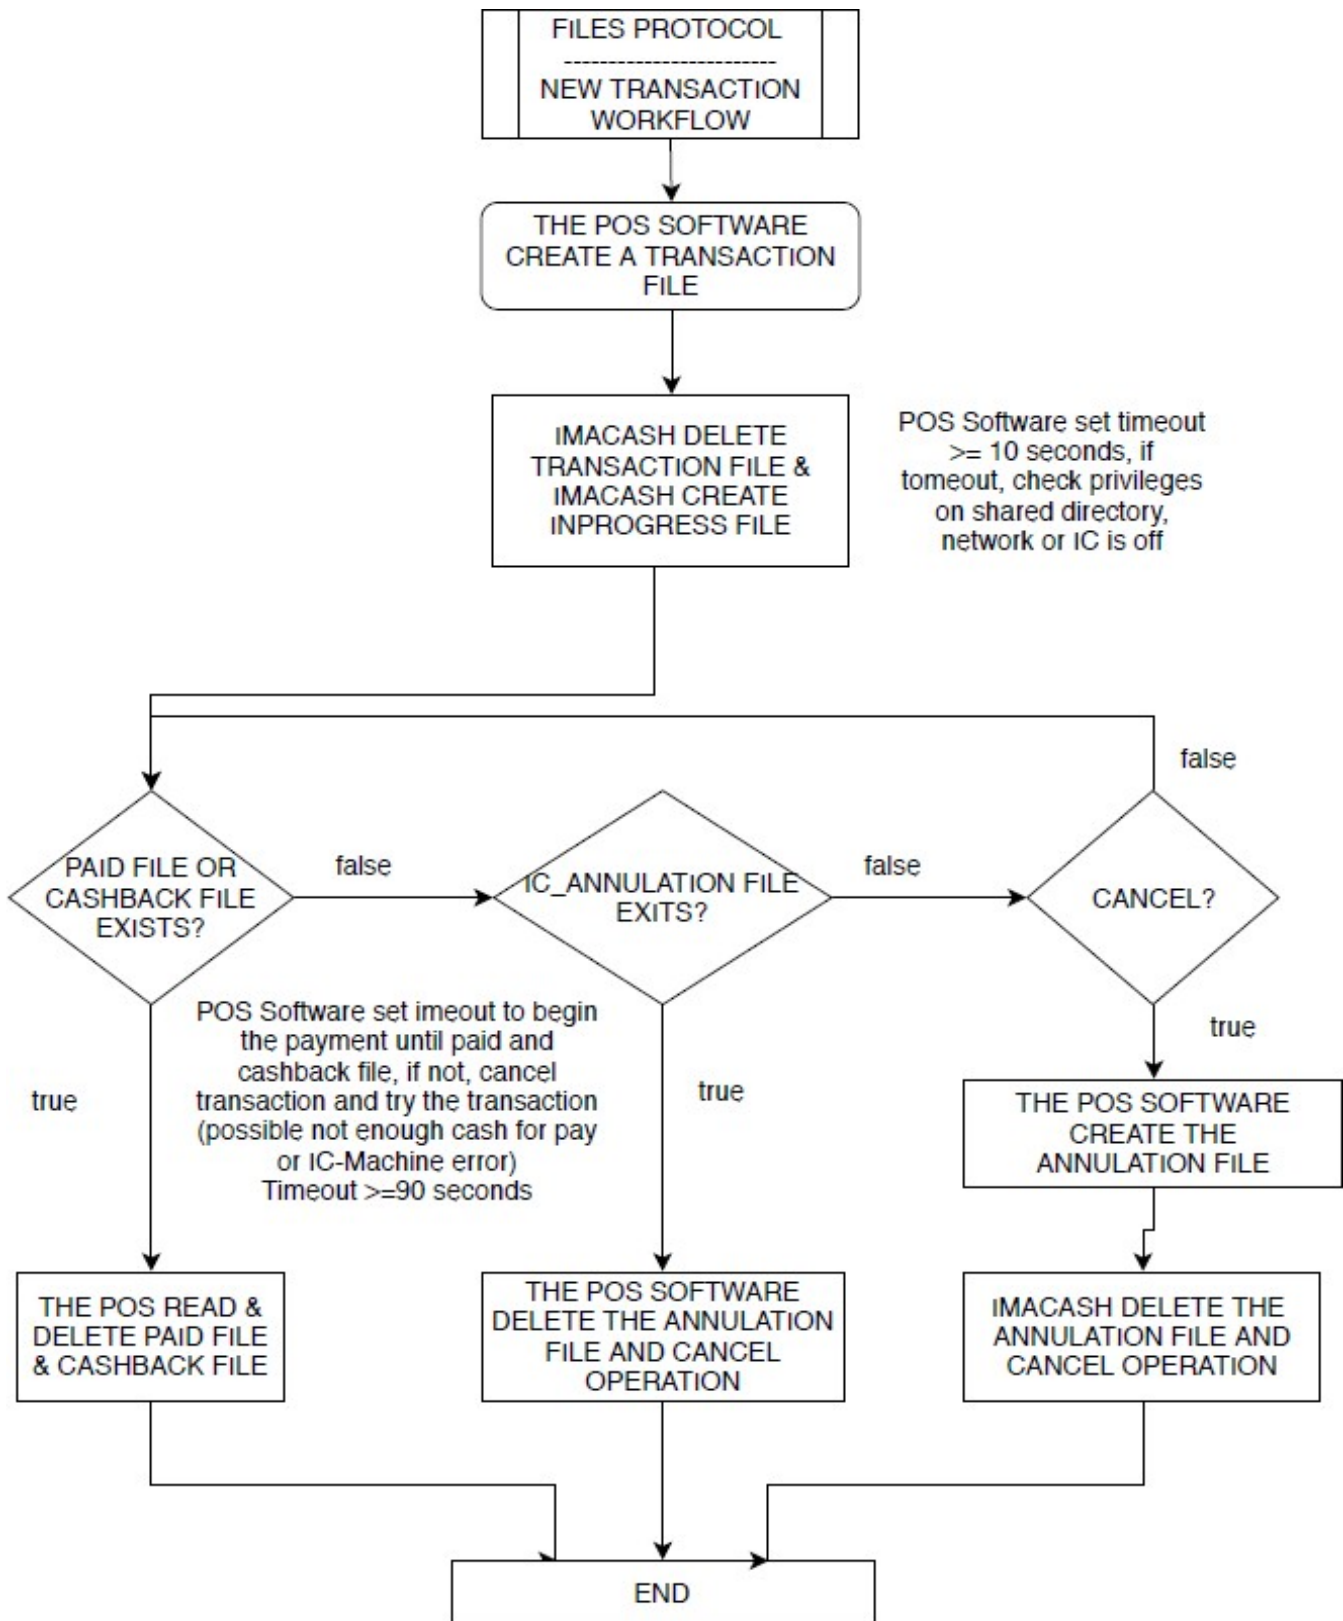 FILES PROTOCOL
------------------------
NEW TRANSACTION
WORKFLOW
THE POS SOFTWARE
CREATE A TRANSACTION
FILE
IMACASH DELETE
TRANSACTION FILE &
IMACASH CREATE
INPROGRESS FILE
POS Software set timeout
>= 10 seconds, if
tomeout, check privileges
on shared directory,
network or IC is off
false
PAID FILE OR
CASHBACK FILE
EXISTS?
false
IC_ANNULATION FILE
EXITS?
false
CANCEL?
true
POS Software set imeout to begin
the payment until paid and
cashback file, if not, cancel
transaction and try the transaction
(possible not enough cash for pay
or IC-Machine error)
Timeout >=90 seconds
true
true
THE POS SOFTWARE
CREATE THE
ANNULATION FILE
THE POS READ &
DELETE PAID FILE
& CASHBACK FILE
THE POS SOFTWARE
DELETE THE ANNULATION
FILE AND CANCEL
OPERATION
IMACASH DELETE THE
ANNULATION FILE AND
CANCEL OPERATION
END